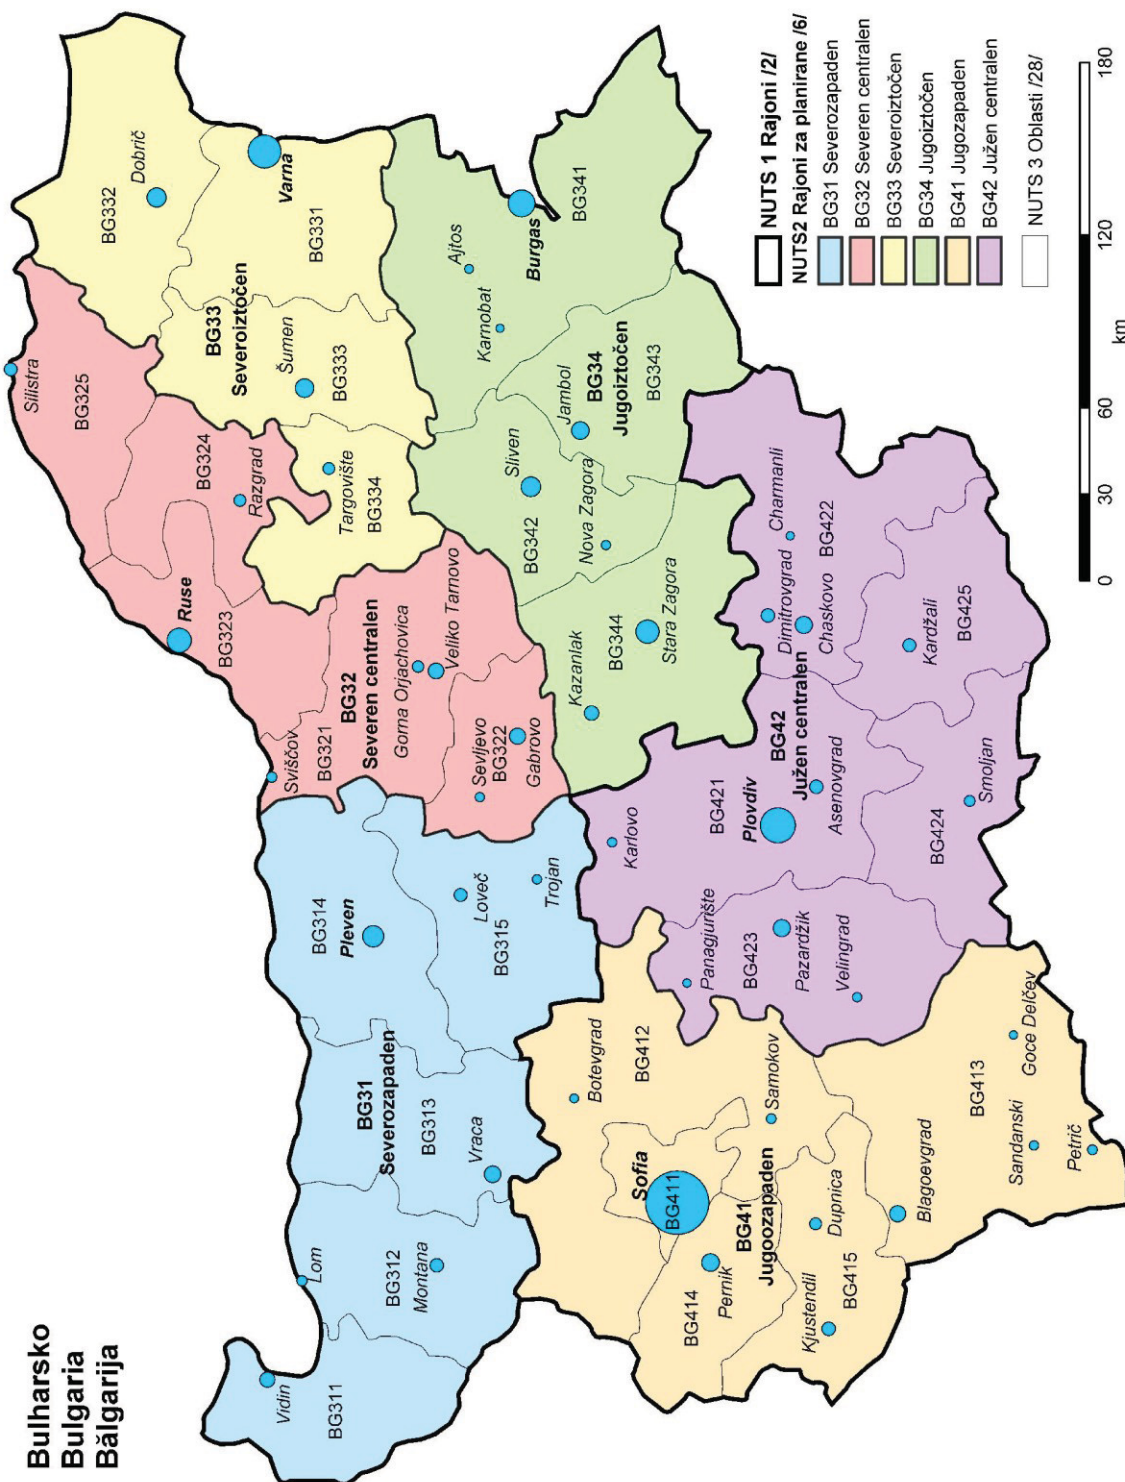 Bulharsko
Bulgaria
Bălgarija
Vidin
BG311
Lom
BG312
Montana
BG31
Severozapaden
BG313
Vraca
BG314
Pleven
Loveč
BG315
Trojan
Sviščov
BG321
BG32
Severen centralen
Gorna Orjachovica
Veliko Tarnovo
Sevljevo
BG322
Gabrovo
Ruse
BG323
BG324
Razgrad
Silistra
BG325
BG332
Dobrič
Varna
BG331
BG33
Severoiztočen
Šumen
BG333
Targovište
BG334
Ajtos
Karnobat
Burgas
BG341
Sliven
BG342
Nova Zagora
Jambol
BG34
Jugoiztočen
BG343
Kazanlak
BG344
Stara Zagora
Botevgrad
BG412
Sofia
BG411
BG41
Jugoozapaden
Samokov
BG414
Pernik
Kjustendil
BG415
Dupnica
Blagoevgrad
BG413
Goce Delčev
Sandanski
Petrič
Karlovo
BG421
Plovdiv
BG42
Južen centralen
Asenovgrad
Panagjurište
BG423
Pazardžik
Velingrad
BG424
Smoljan
Dimitrovgrad
Chaskovo
Charmanli
BG422
Kardžali
BG425
NUTS 1 Rajoni /2/
NUTS2 Rajoni za planirane /6/
BG31 Severozapaden
BG32 Severen centralen
BG33 Severoiztočen
BG34 Jugoiztočen
BG41 Jugozapaden
BG42 Južen centralen
NUTS 3 Oblasti /28/
0 30 60 120 180
km